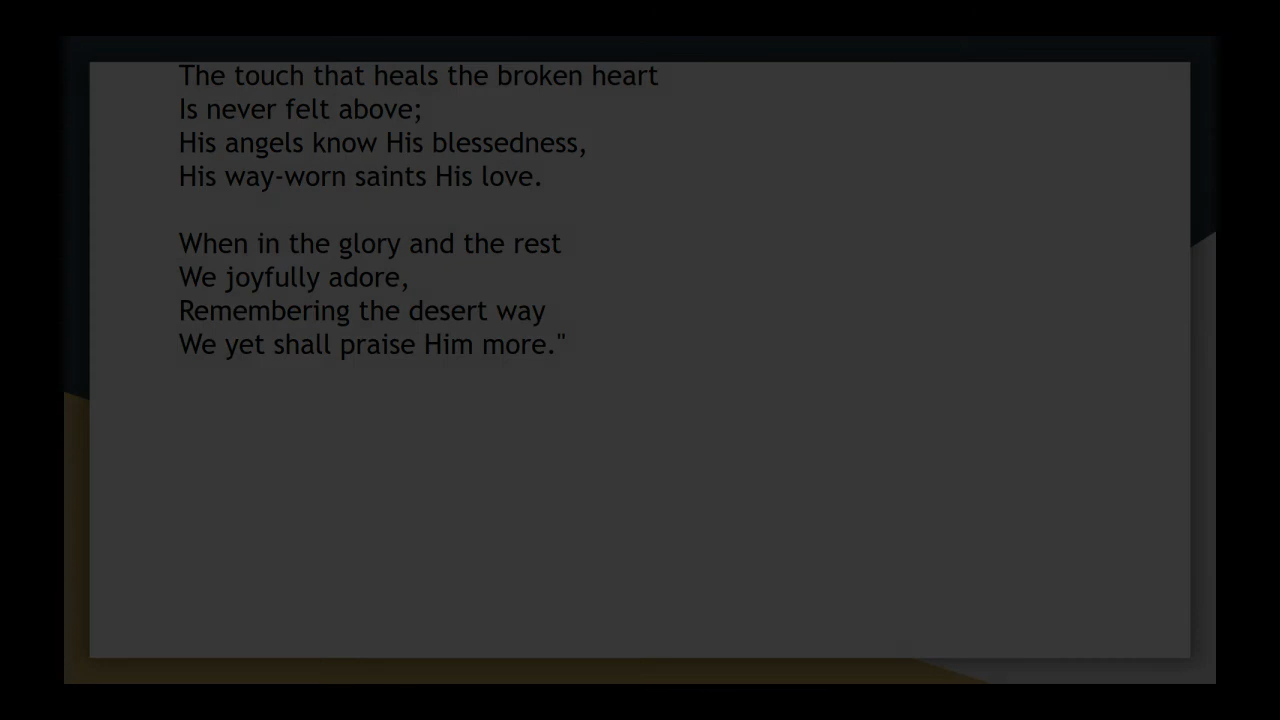 The touch that heals the broken heart
Is never felt above;
His angels know His blessedness,
His way-worn saints His love.

When in the glory and the rest
We joyfully adore,
Remembering the desert way
We yet shall praise Him more."